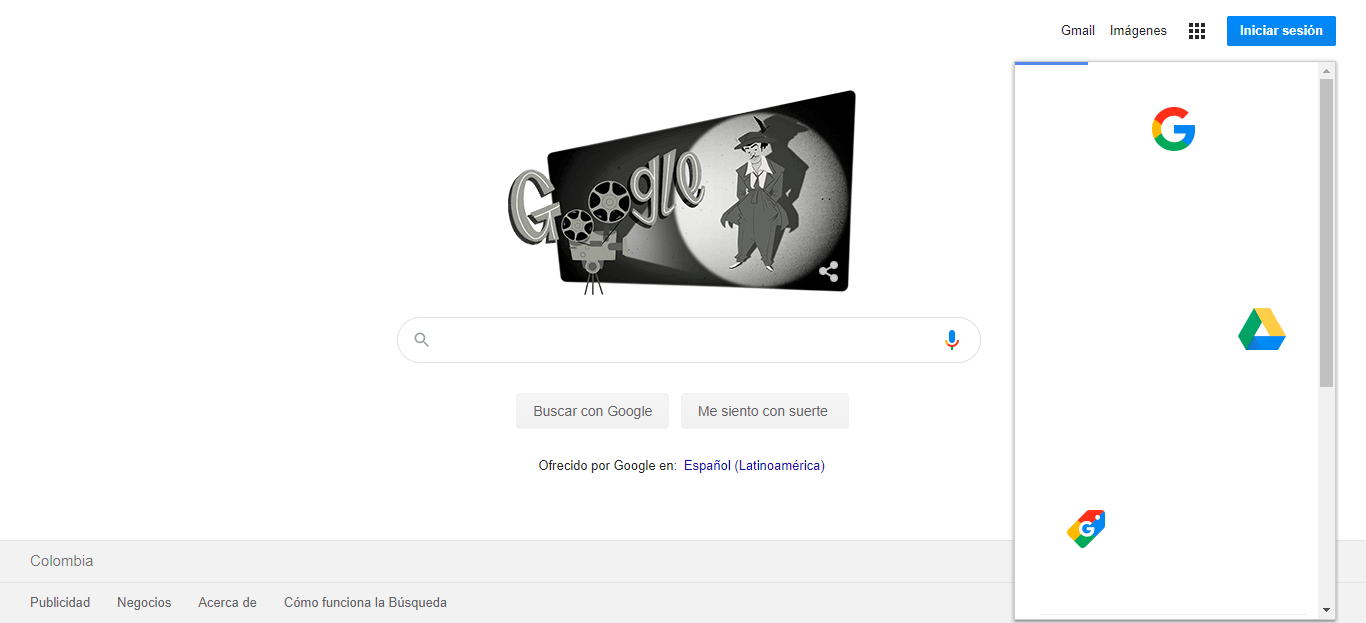 Gmail Imágenes Iniciar sesión
Google
Buscar con Google Me siento con suerte
Ofrecido por Google en: Español (Latinoamérica)
Colombia
Publicidad Negocios Acerca de Cómo funciona la Búsqueda